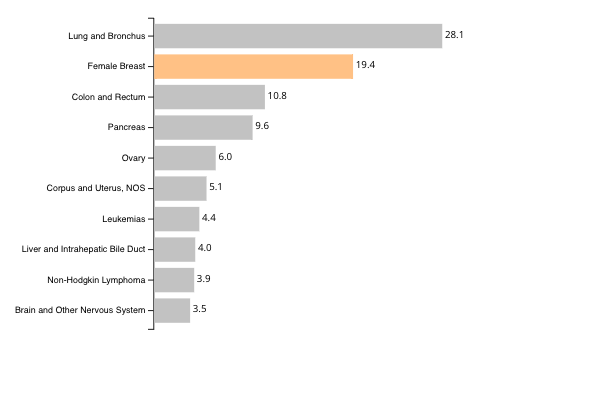 Lung and Bronchus 28.1
Female Breast 19.4
Colon and Rectum 10.8
Pancreas 9.6
Ovary 6.0
Corpus and Uterus, NOS 5.1
Leukemias 4.4
Liver and Intrahepatic Bile Duct 4.0
Non-Hodgkin Lymphoma 3.9
Brain and Other Nervous System 3.5